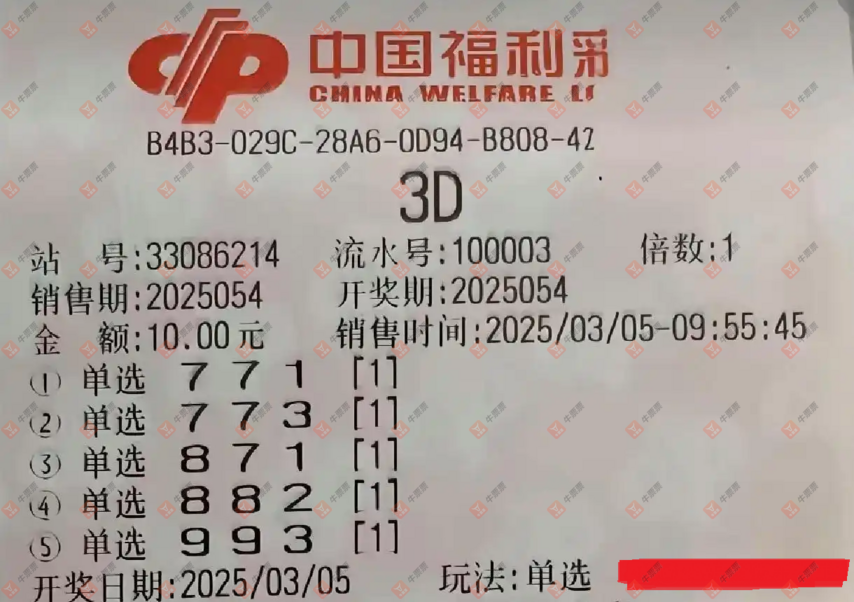 中国福利彩
CHINA WELFARE L
B4B3-029C-28A6-0D94-B808-42
3D
站 号:33086214 流水号:100003 倍数:1
销售期:2025054 开奖期:2025054
金 额:10.00元 销售时间:2025/03/05-09:55:45
① 单选 7 7 1 [1]
② 单选 7 7 3 [1]
③ 单选 8 7 1 [1]
④ 单选 8 8 2 [1]
⑤ 单选 9 9 3 [1]
开奖日期:2025/03/05 玩法:单选